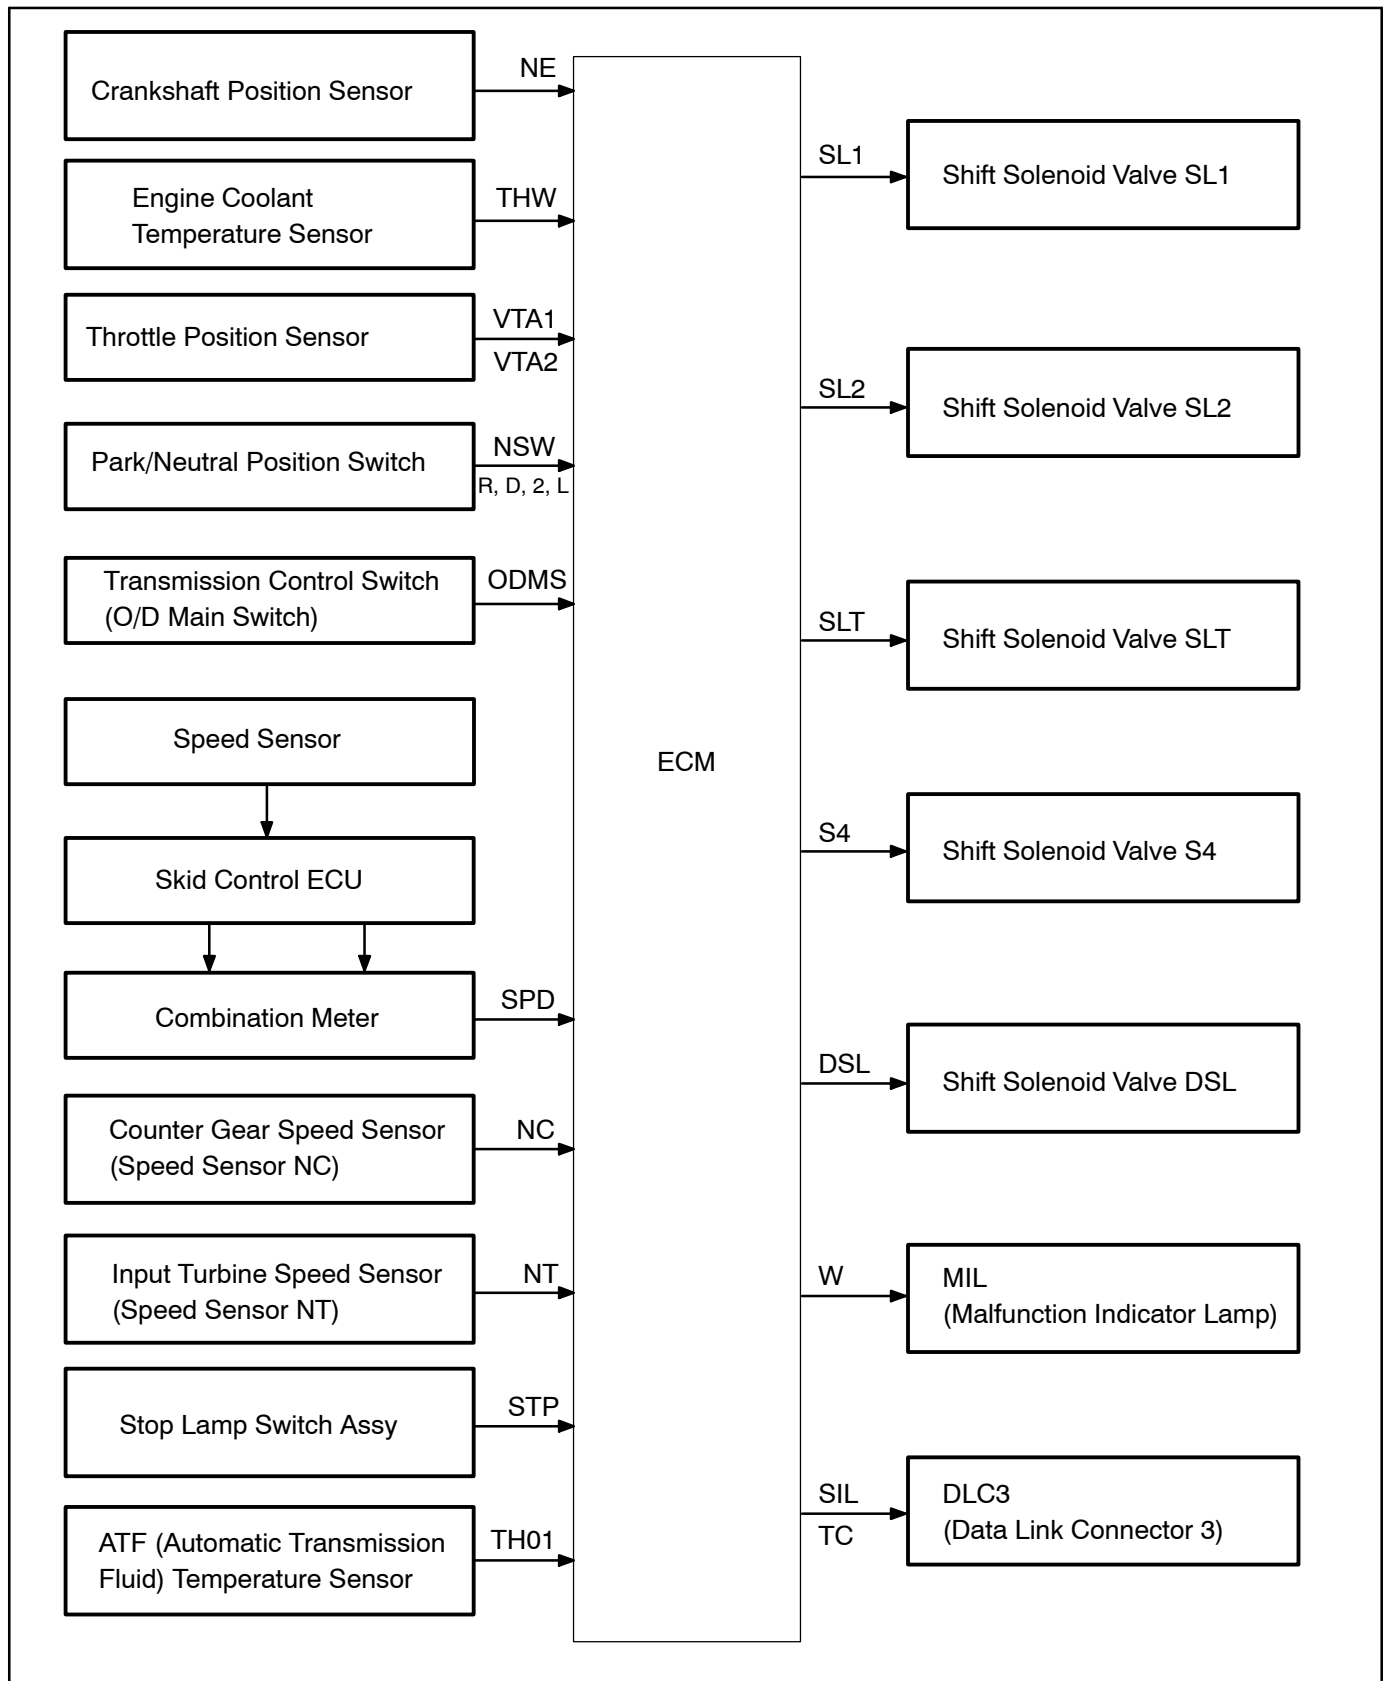 Crankshaft Position Sensor
NE
Engine Coolant
Temperature Sensor
THW
Throttle Position Sensor
VTA1
VTA2
Park/Neutral Position Switch
NSW
R, D, 2, L
Transmission Control Switch
(O/D Main Switch)
ODMS
Speed Sensor
Skid Control ECU
Combination Meter
SPD
Counter Gear Speed Sensor
(Speed Sensor NC)
NC
Input Turbine Speed Sensor
(Speed Sensor NT)
NT
Stop Lamp Switch Assy
STP
ATF (Automatic Transmission
Fluid) Temperature Sensor
TH01
ECM
SL1
Shift Solenoid Valve SL1
SL2
Shift Solenoid Valve SL2
SLT
Shift Solenoid Valve SLT
S4
Shift Solenoid Valve S4
DSL
Shift Solenoid Valve DSL
W
MIL
(Malfunction Indicator Lamp)
SIL
TC
DLC3
(Data Link Connector 3)